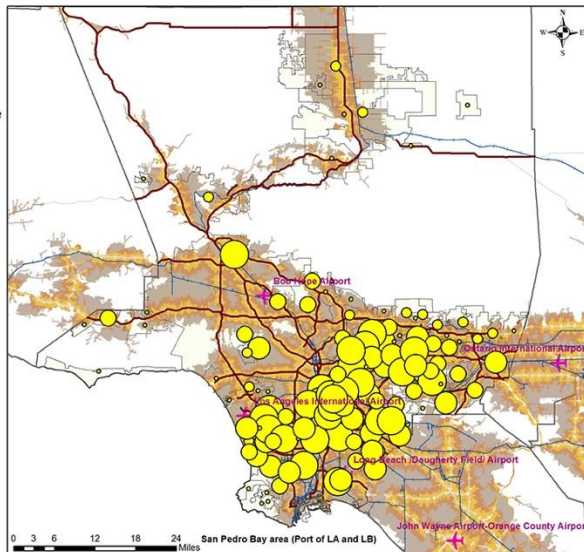 N
W E
S
Bob Hope Airport
Ontario International Airport
Los Angeles International Airport
Long Beach /Daugherty Field/ Airport
John Wayne Airport-Orange County Airport
0 3 6 12 18 24
Miles
San Pedro Bay area (Port of LA and LB)